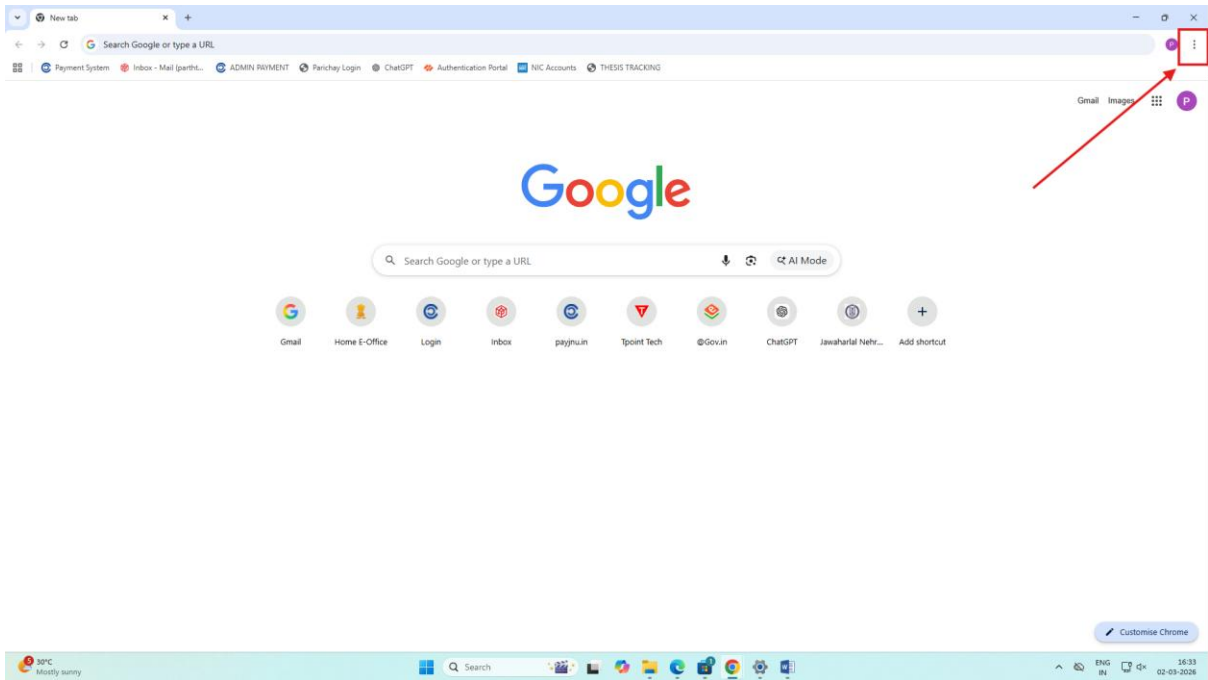 New tab
Search Google or type a URL
Payment System Inbox - Mail (partht... ADMIN PAYMENT Parichay Login ChatGPT Authentication Portal NIC Accounts THESIS TRACKING
Gmail Images P
Google
Search Google or type a URL AI Mode
Gmail Home E-Office Login Inbox payjnu.in Tpoint Tech @Gov.in ChatGPT Jawaharlal Nehr... Add shortcut
Customise Chrome
5 30°C
Mostly sunny
Search
ENG
IN
16:33
02-03-2026